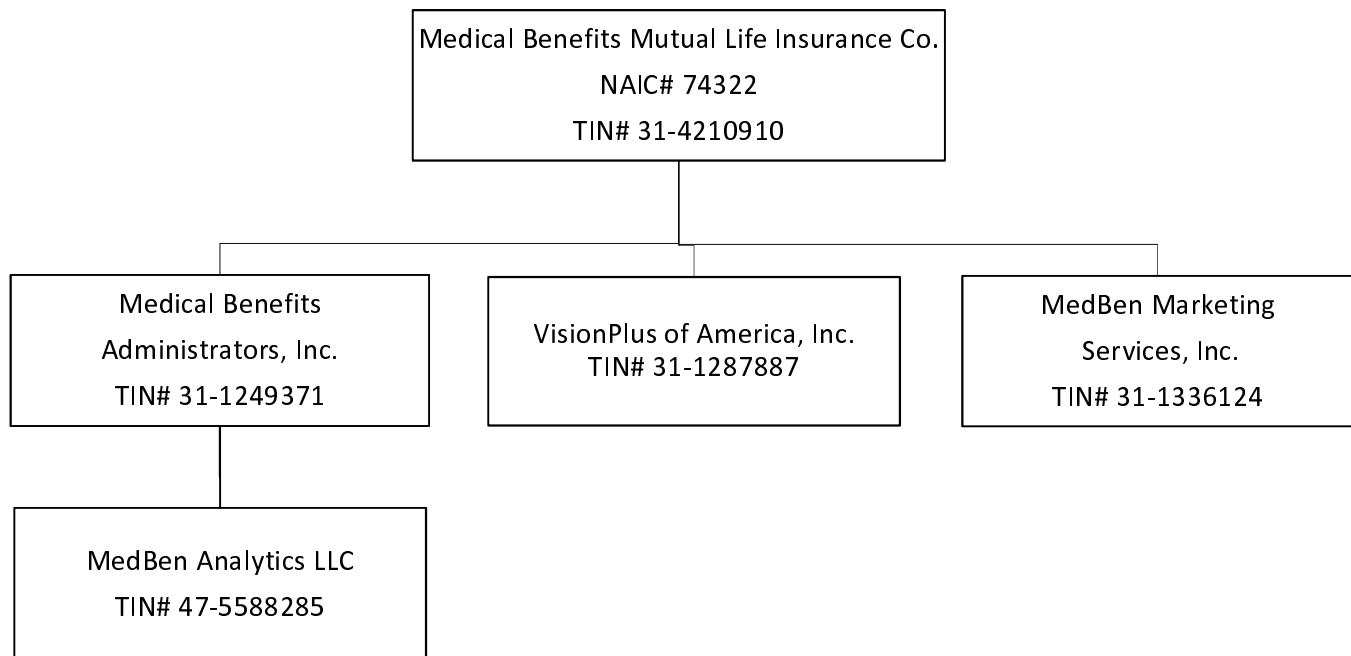 Medical Benefits Mutual Life Insurance Co.
NAIC# 74322
TIN# 31-4210910
Medical Benefits
Administrators, Inc.
TIN# 31-1249371
VisionPlus of America, Inc.
TIN# 31-1287887
MedBen Marketing
Services, Inc.
TIN# 31-1336124
MedBen Analytics LLC
TIN# 47-5588285